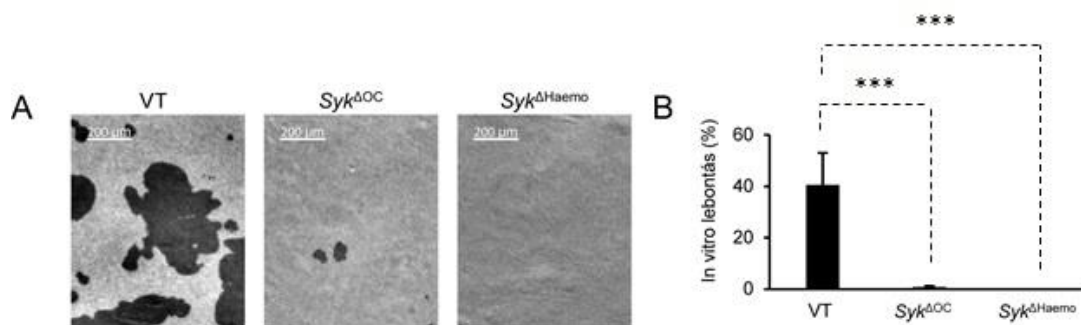 A
VT
Syk^ΔOC
Syk^ΔHaemo
200 µm
200 µm
200 µm
B
***
***
In vitro lebontás (%)
60
40
20
0
VT
Syk^ΔOC
Syk^ΔHaemo